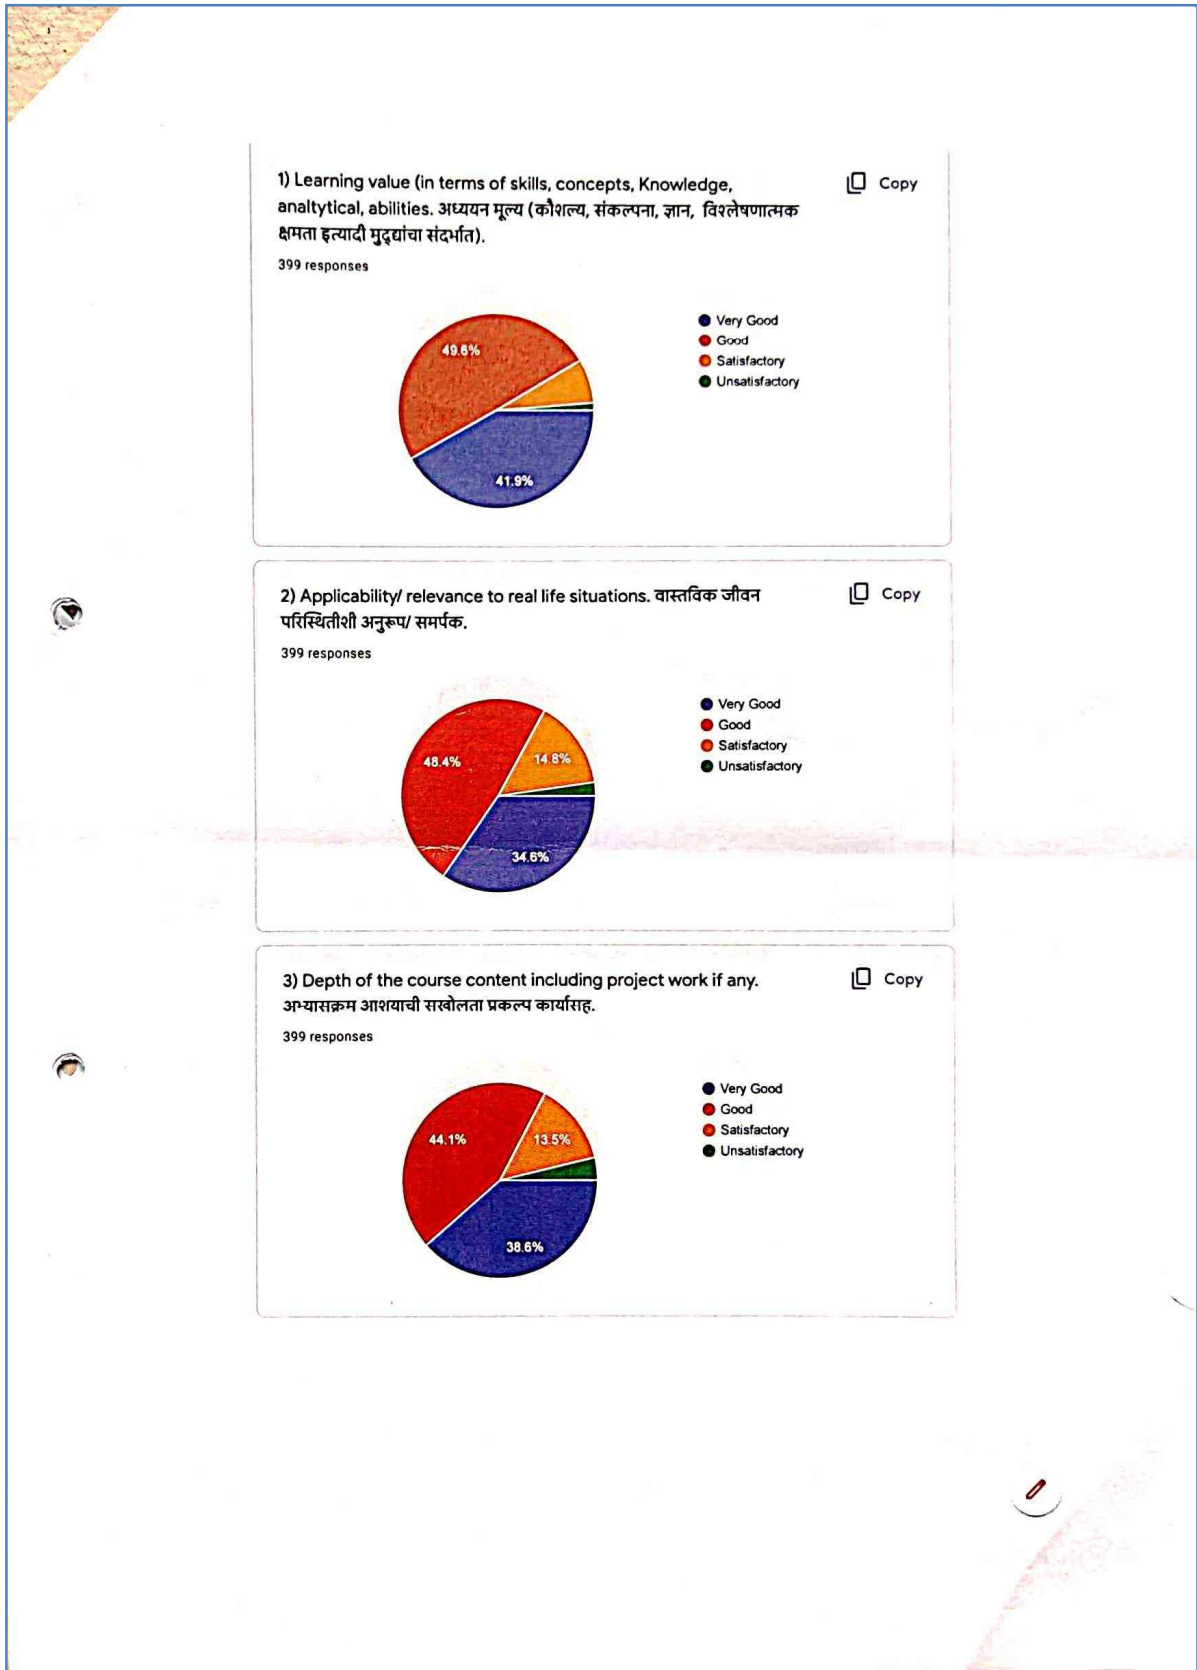 1) Learning value (in terms of skills, concepts, Knowledge,
analtytical, abilities. अध्ययन मूल्य (कौशल्य, संकल्पना, ज्ञान, विश्लेषणात्मक
क्षमता इत्यादी मुद्द्यांचा संदर्भात).
Copy
399 responses
49.6%
41.9%
Very Good
Good
Satisfactory
Unsatisfactory
2) Applicability/ relevance to real life situations. वास्तविक जीवन
परिस्थितीशी अनुरूप/ समर्पक.
Copy
399 responses
48.4%
14.8%
34.6%
Very Good
Good
Satisfactory
Unsatisfactory
3) Depth of the course content including project work if any.
अभ्यासक्रम आशयाची सखोलता प्रकल्प कार्यासह.
Copy
399 responses
44.1%
13.5%
38.6%
Very Good
Good
Satisfactory
Unsatisfactory